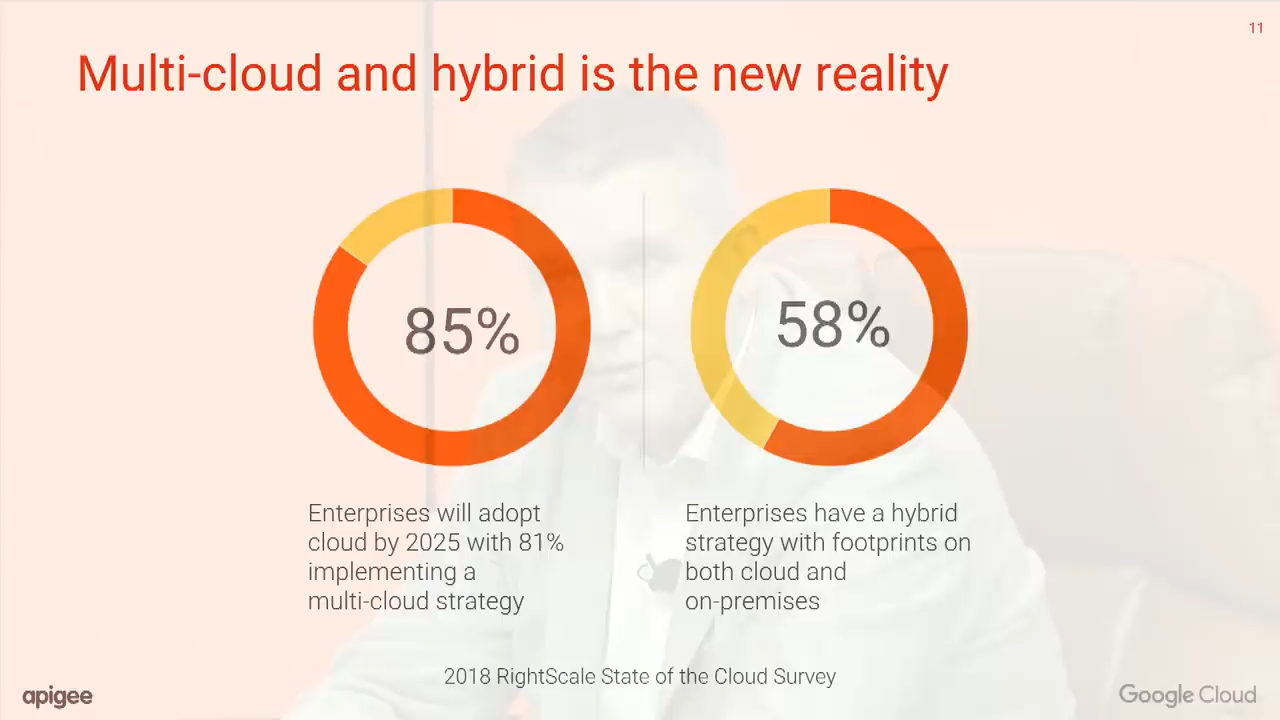 11
Multi-cloud and hybrid is the new reality
85%
58%
Enterprises will adopt
cloud by 2025 with 81%
implementing a
multi-cloud strategy
Enterprises have a hybrid
strategy with footprints on
both cloud and
on-premises
2018 RightScale State of the Cloud Survey
apigee
Google Cloud